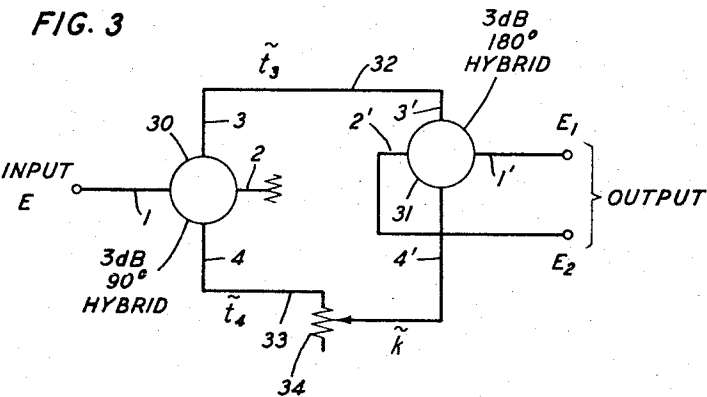 FIG. 3
3dB
180°
HYBRID
t̃₃
32
30
3
3'
2'
E₁
INPUT
E
2
1
31
1'
OUTPUT
3dB
90°
HYBRID
4
4'
E₂
t̃₄
33
k̃
34